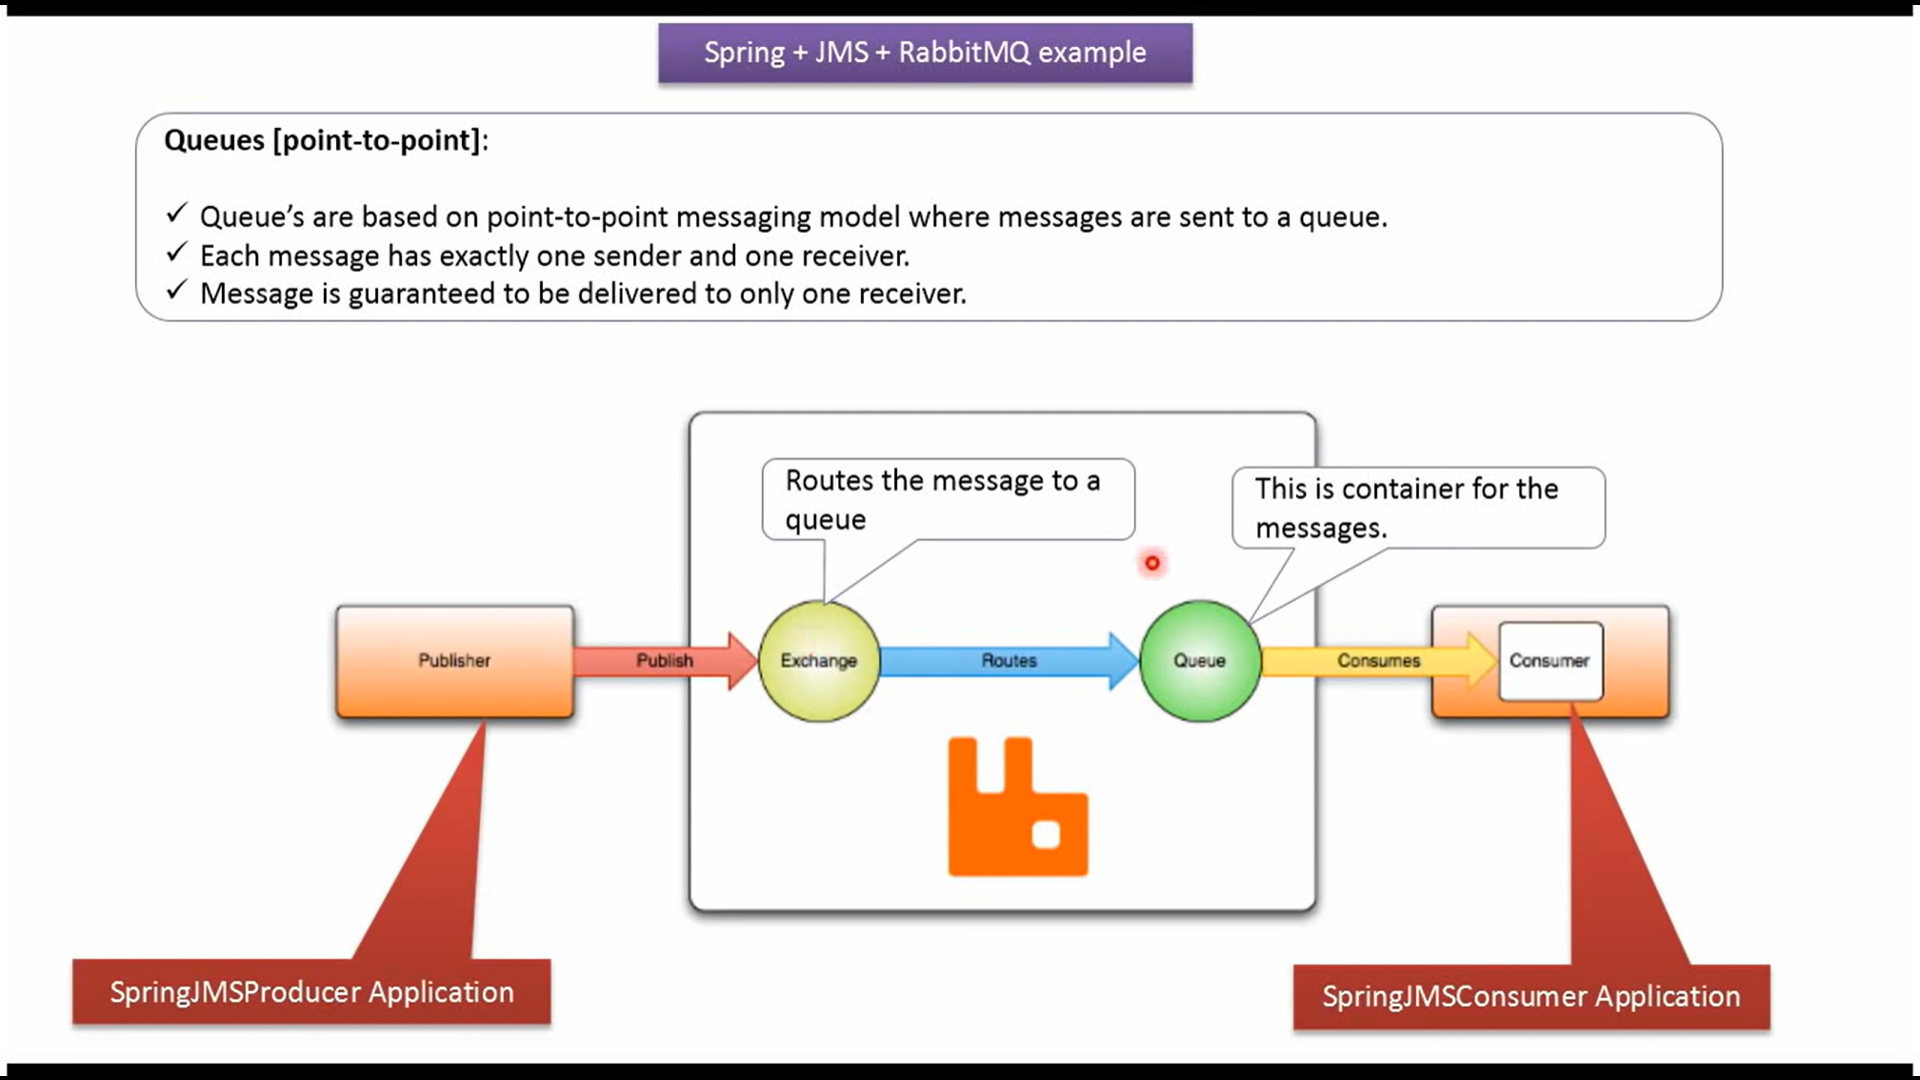 Spring + JMS + RabbitMQ example
Queues [point-to-point]:
✓ Queue's are based on point-to-point messaging model where messages are sent to a queue.
✓ Each message has exactly one sender and one receiver.
✓ Message is guaranteed to be delivered to only one receiver.
Routes the message to a
queue
This is container for the
messages.
Publisher
Publish
Exchange
Routes
Queue
Consumes
Consumer
SpringJMSProducer Application
SpringJMSConsumer Application